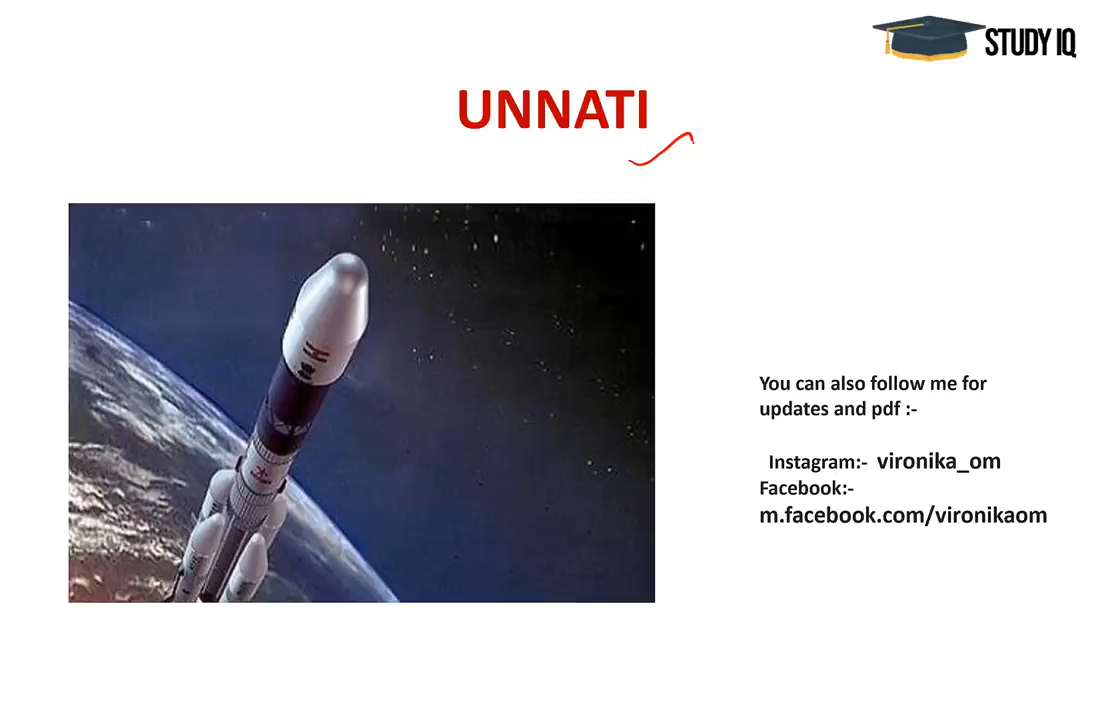 STUDY IQ
UNNATI
You can also follow me for
updates and pdf :-
Instagram:- vironika_om
Facebook:-
m.facebook.com/vironikaom